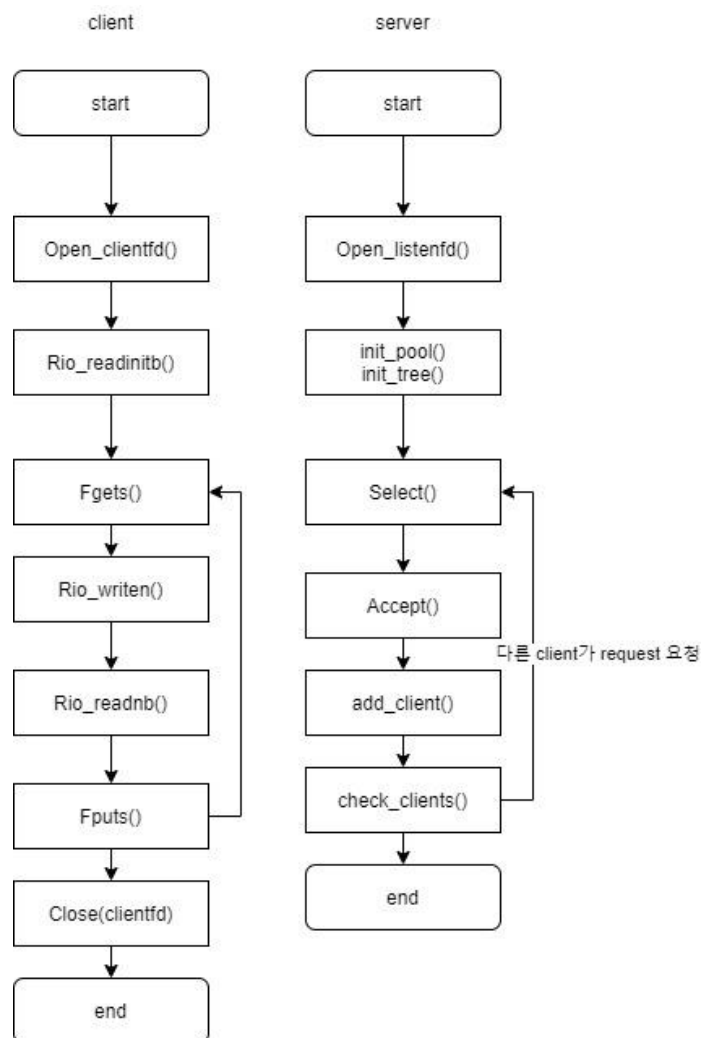 client
start
Open_clientfd()
Rio_readinitb()
Fgets()
Rio_writen()
Rio_readnb()
Fputs()
Close(clientfd)
end
server
start
Open_listenfd()
init_pool()
init_tree()
Select()
Accept()
다른 client가 request 요청
add_client()
check_clients()
end